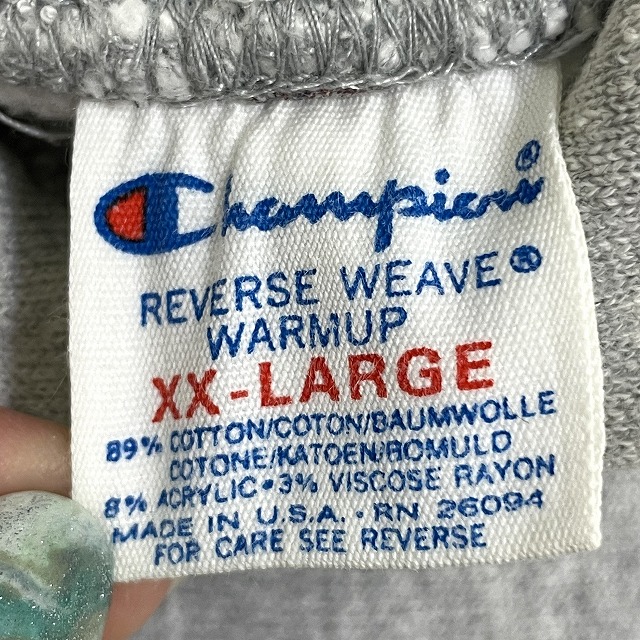 Champion®
REVERSE WEAVE®
WARMUP
XX-LARGE
89% COTTON/COTON/BAUMWOLLE
COTONE/KATOEN/BOMULD
8% ACRYLIC•3% VISCOSE RAYON
MADE IN U.S.A. • RN 26094
FOR CARE SEE REVERSE